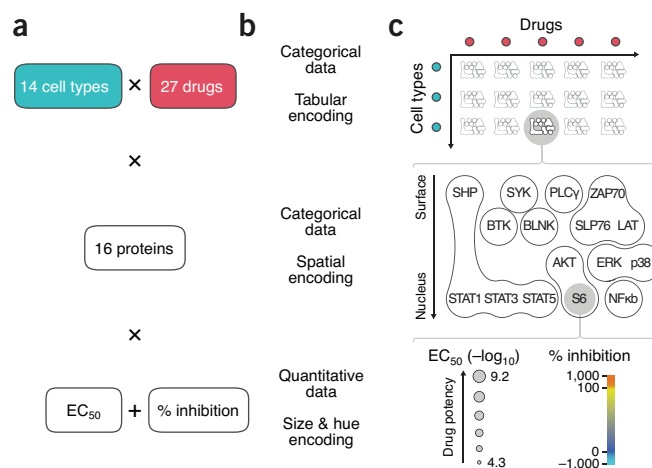 a
14 cell types × 27 drugs
×
16 proteins
×
EC50 + % inhibition
b
Categorical
data
Tabular
encoding
Categorical
data
Spatial
encoding
Quantitative
data
Size & hue
encoding
c
Drugs
Cell types
Surface
Nucleus
SHP SYK PLCγ ZAP70
BTK BLNK SLP76 LAT
AKT ERK p38
STAT1 STAT3 STAT5 S6 NFκb
EC50 (–log10)
% inhibition
Drug potency
9.2
4.3
1,000
100
0
–1,000